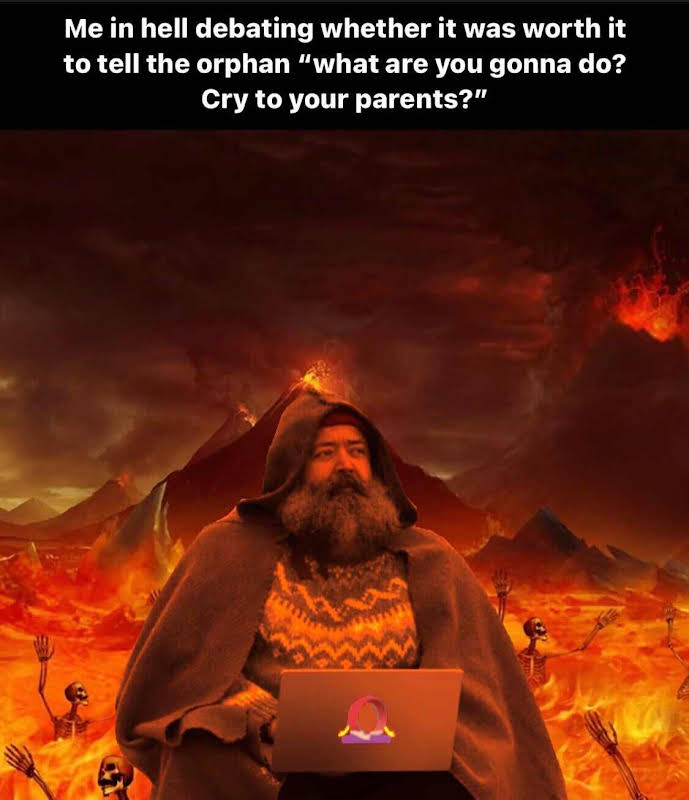 Me in hell debating whether it was worth it
to tell the orphan “what are you gonna do?
Cry to your parents?”